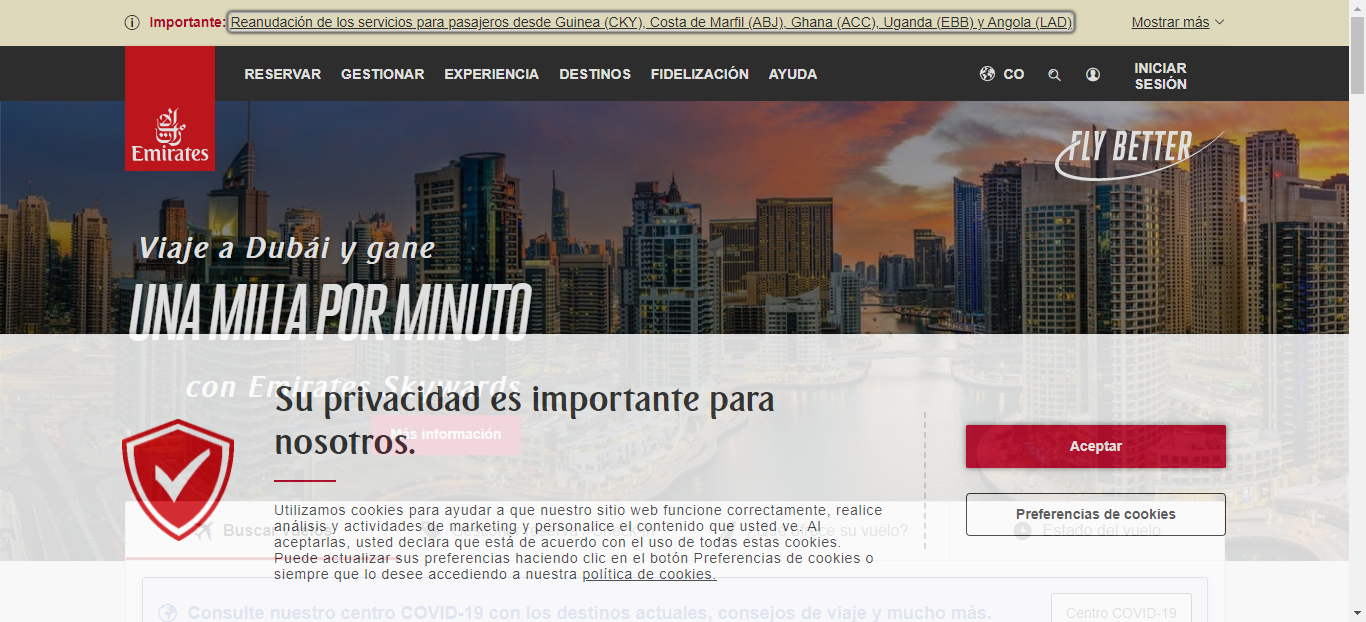 Importante: Reanudación de los servicios para pasajeros desde Guinea (CKY), Costa de Marfil (ABJ), Ghana (ACC), Uganda (EBB) y Angola (LAD)
Mostrar más
RESERVAR GESTIONAR EXPERIENCIA DESTINOS FIDELIZACIÓN AYUDA
CO
INICIAR
SESIÓN
Emirates
FLY BETTER
Viaje a Dubái y gane
UNA MILLA POR MINUTO
con Emirates Skywards
Más información
Su privacidad es importante para
nosotros.
Utilizamos cookies para ayudar a que nuestro sitio web funcione correctamente, realice
análisis y actividades de marketing y personalice el contenido que usted ve. Al
aceptarlas, usted declara que está de acuerdo con el uso de todas estas cookies.
Puede actualizar sus preferencias haciendo clic en el botón Preferencias de cookies o
siempre que lo desee accediendo a nuestra política de cookies.
Aceptar
Preferencias de cookies
Buscar vuelos
su vuelo?
Estado del vuelo
Consulte nuestro centro COVID-19 con los destinos actuales, consejos de viaje y mucho más.
Centro COVID-19